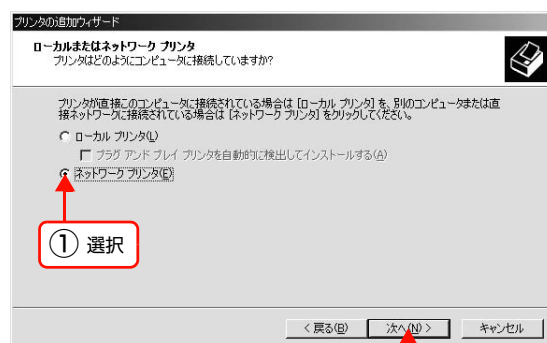 プリンタの追加ウィザード
ローカルまたはネットワーク プリンタ
プリンタはどのようにコンピュータに接続していますか?
プリンタが直接このコンピュータに接続されている場合は [ローカル プリンタ] を、別のコンピュータまたは直
接ネットワークに接続されている場合は [ネットワーク プリンタ] をクリックしてください。
ローカル プリンタ(L)
プラグ アンド プレイ プリンタを自動的に検出してインストールする(A)
ネットワーク プリンタ(E)
① 選択
< 戻る(B) 次へ(N) > キャンセル